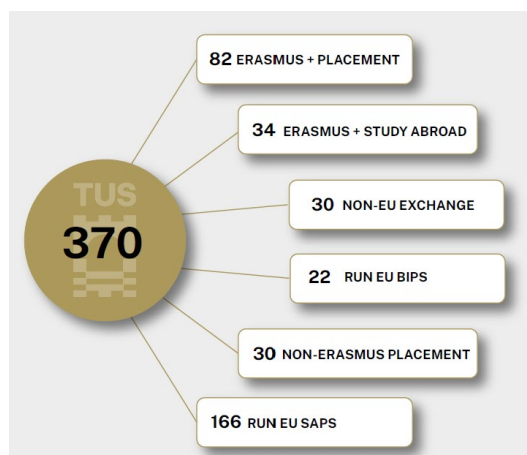 82 ERASMUS + PLACEMENT
34 ERASMUS + STUDY ABROAD
TUS
370
30 NON-EU EXCHANGE
22 RUN EU BIPS
30 NON-ERASMUS PLACEMENT
166 RUN EU SAPS